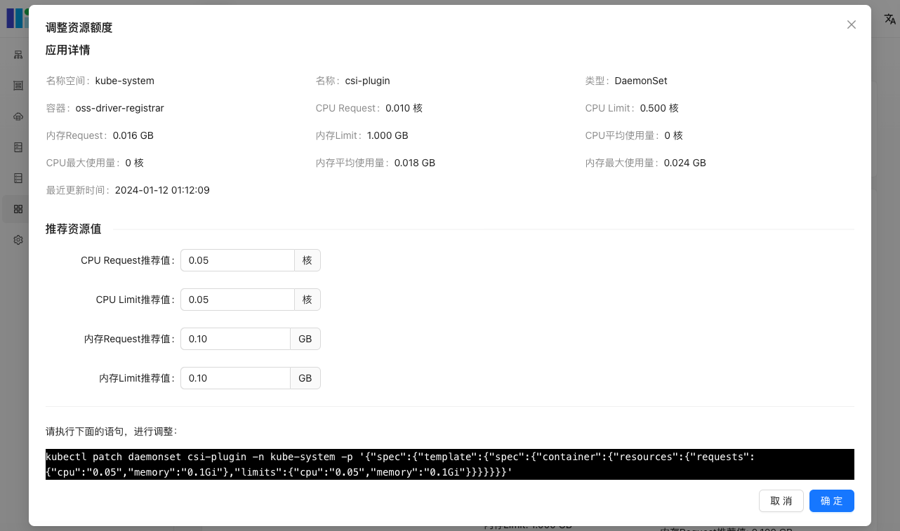 调整资源额度
应用详情
名称空间：kube-system 名称：csi-plugin 类型：DaemonSet
容器：oss-driver-registrar CPU Request：0.010 核 CPU Limit：0.500 核
内存Request：0.016 GB 内存Limit：1.000 GB CPU平均使用量：0 核
CPU最大使用量：0 核 内存平均使用量：0.018 GB 内存最大使用量：0.024 GB
最近更新时间：2024-01-12 01:12:09
推荐资源值
CPU Request推荐值： 0.05 核
CPU Limit推荐值： 0.05 核
内存Request推荐值： 0.10 GB
内存Limit推荐值： 0.10 GB
请执行下面的语句，进行调整：
kubectl patch daemonset csi-plugin -n kube-system -p '{"spec":{"template":{"spec":{"container":{"resources":{"requests":
{"cpu":"0.05","memory":"0.1Gi"},"limits":{"cpu":"0.05","memory":"0.1Gi"}}}}}}}'
取 消 确 定